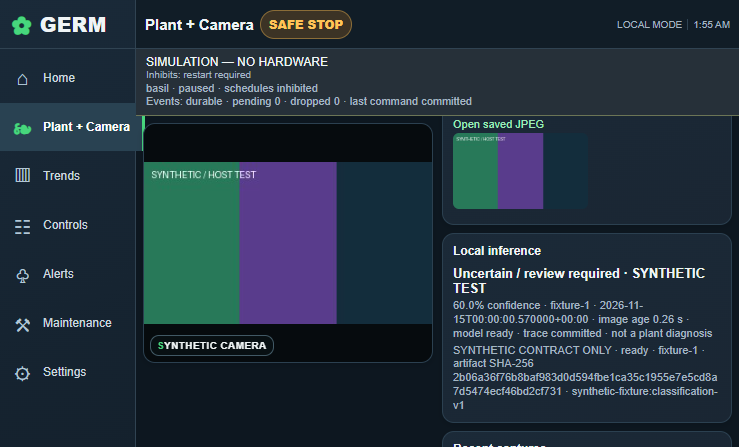 GERM
Plant + Camera
SAFE STOP
LOCAL MODE
1:55 AM
SIMULATION — NO HARDWARE
Inhibits: restart required
basil · paused · schedules inhibited
Events: durable · pending 0 · dropped 0 · last command committed
Home
Plant + Camera
Trends
Controls
Alerts
Maintenance
Settings
SYNTHETIC / HOST TEST
SYNTHETIC CAMERA
Open saved JPEG
SYNTHETIC / HOST TEST
Local inference
Uncertain / review required · SYNTHETIC
TEST
60.0% confidence · fixture-1 · 2026-11-
15T00:00:00.570000+00:00 · image age 0.26 s ·
model ready · trace committed · not a plant diagnosis
SYNTHETIC CONTRACT ONLY · ready · fixture-1 ·
artifact SHA-256
2b06a36f76b8baf983d0d594fbe1ca35c1955e7e5cd8a
7d5474ecf46bd2cf731 · synthetic-fixture:classification-
v1